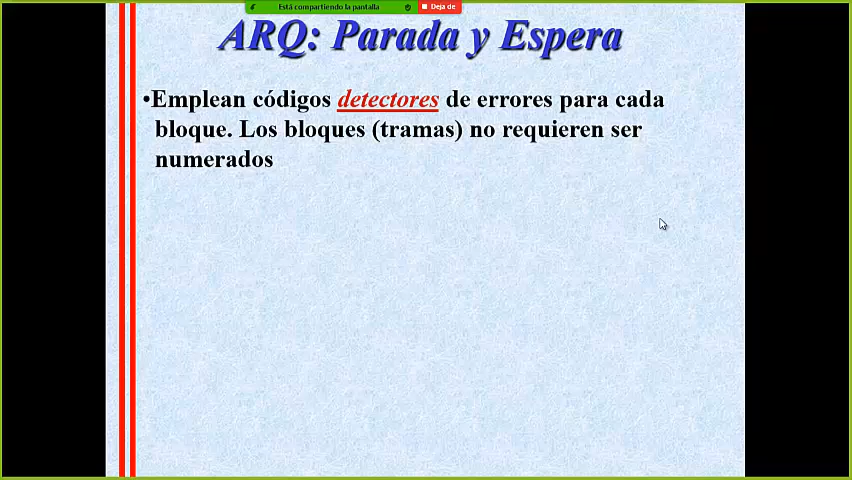 Está compartiendo la pantalla
Deja de
ARQ: Parada y Espera
•Emplean códigos detectores de errores para cada
bloque. Los bloques (tramas) no requieren ser
numerados